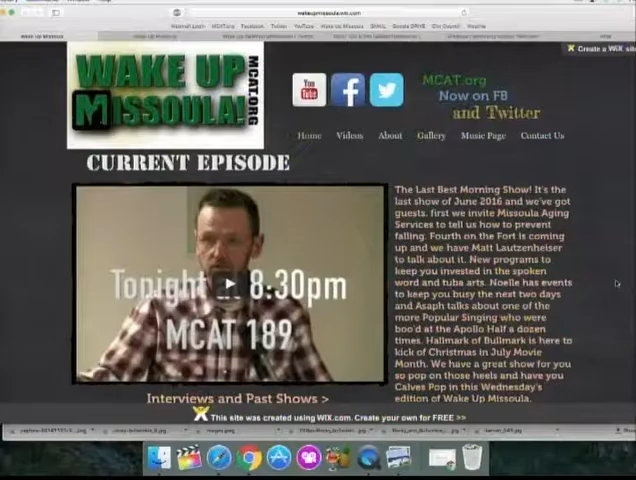 wakeupmissoula.wix.com
Create a WiX site
WAKE UP
MISSOULA!
MCAT.ORG
You
Tube
MCAT.org
Now on FB
and Twitter
Home Videos About Gallery Music Page Contact Us
CURRENT EPISODE
Tonight at 8:30pm
MCAT 189
The Last Best Morning Show! It's the
last show of June 2016 and we've got
guests. first we invite Missoula Aging
Services to tell us how to prevent
falling. Fourth on the Fort is coming
up and we have Matt Lautzenheiser
to talk about it. New programs to
keep you invested in the spoken
word and tuba arts. Noelle has events
to keep you busy the next two days
and Asaph talks about one of the
more Popular Singing who were
boo'd at the Apollo Half a dozen
times. Hallmark of Bullmark is here to
kick of Christmas in July Movie
Month. We have a great show for you
so pop on those heels and have you
Calves Pop in this Wednesday's
edition of Wake Up Missoula.
Interviews and Past Shows >
This site was created using WIX.com. Create your own for FREE >>